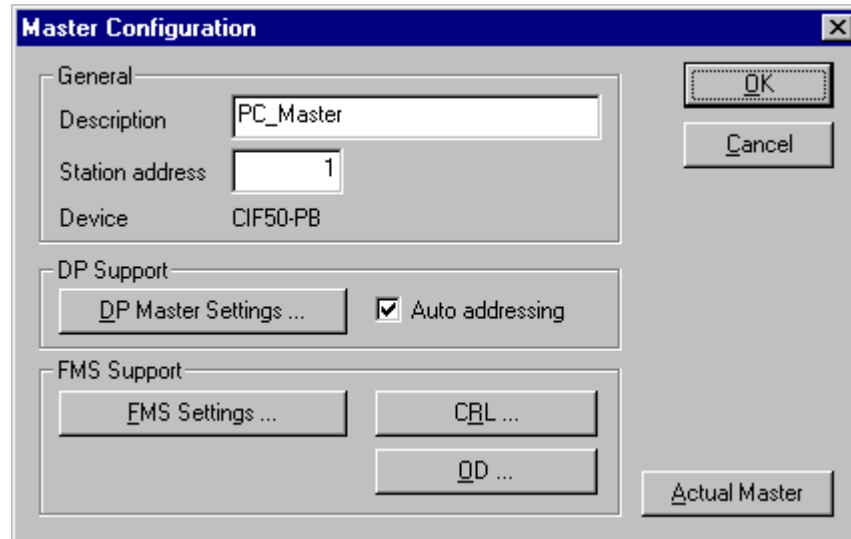 Master Configuration
General
Description PC_Master
Station address 1
Device CIF50-PB
OK
Cancel
DP Support
DP Master Settings ... Auto addressing
FMS Support
FMS Settings ... CRL ...
OD ...
Actual Master